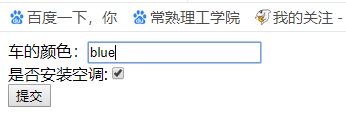 百度一下，你 常熟理工学院 我的关注 -
车的颜色： blue
是否安装空调:
提交